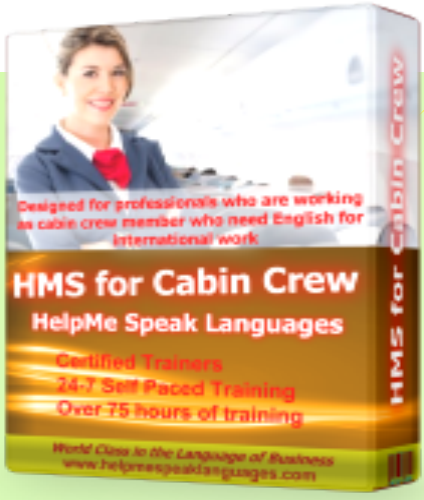 Designed for professionals who are working
as cabin crew member who need English for
international work
HMS for Cabin Crew
HelpMe Speak Languages
Certified Trainers
24-7 Self Paced Training
Over 75 hours of training
World Class in the Language of Business
www.helpmespeaklanguages.com
HMS for Cabin Crew